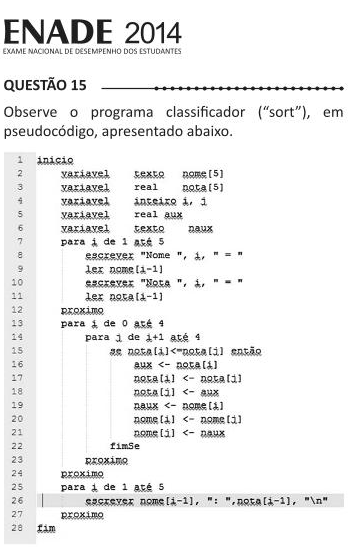 ENADE 2014
EXAME NACIONAL DE DESEMPENHO DOS ESTUDANTES
QUESTÃO 15
Observe o programa classificador (“sort”), em
pseudocódigo, apresentado abaixo.
1 inicio
2 variavel texto nome[5]
3 variavel real nota[5]
4 variavel inteiro i, j
5 variavel real aux
6 variavel texto naux
7 para i de 1 até 5
8 escrever "Nome ", i, " = "
9 ler nome[i-1]
10 escrever "Nota ", i, " = "
11 ler nota[i-1]
12 proximo
13 para i de 0 até 4
14 para j de i+1 até 4
15 se nota[i]<=nota[j] então
16 aux <- nota[i]
17 nota[i] <- nota[j]
18 nota[j] <- aux
19 naux <- nome[i]
20 nome[i] <- nome[j]
21 nome[j] <- naux
22 fimSe
23 proximo
24 proximo
25 para i de 1 até 5
26 escrever nome[i-1], ": ",nota[i-1], "\n"
27 proximo
28 fim